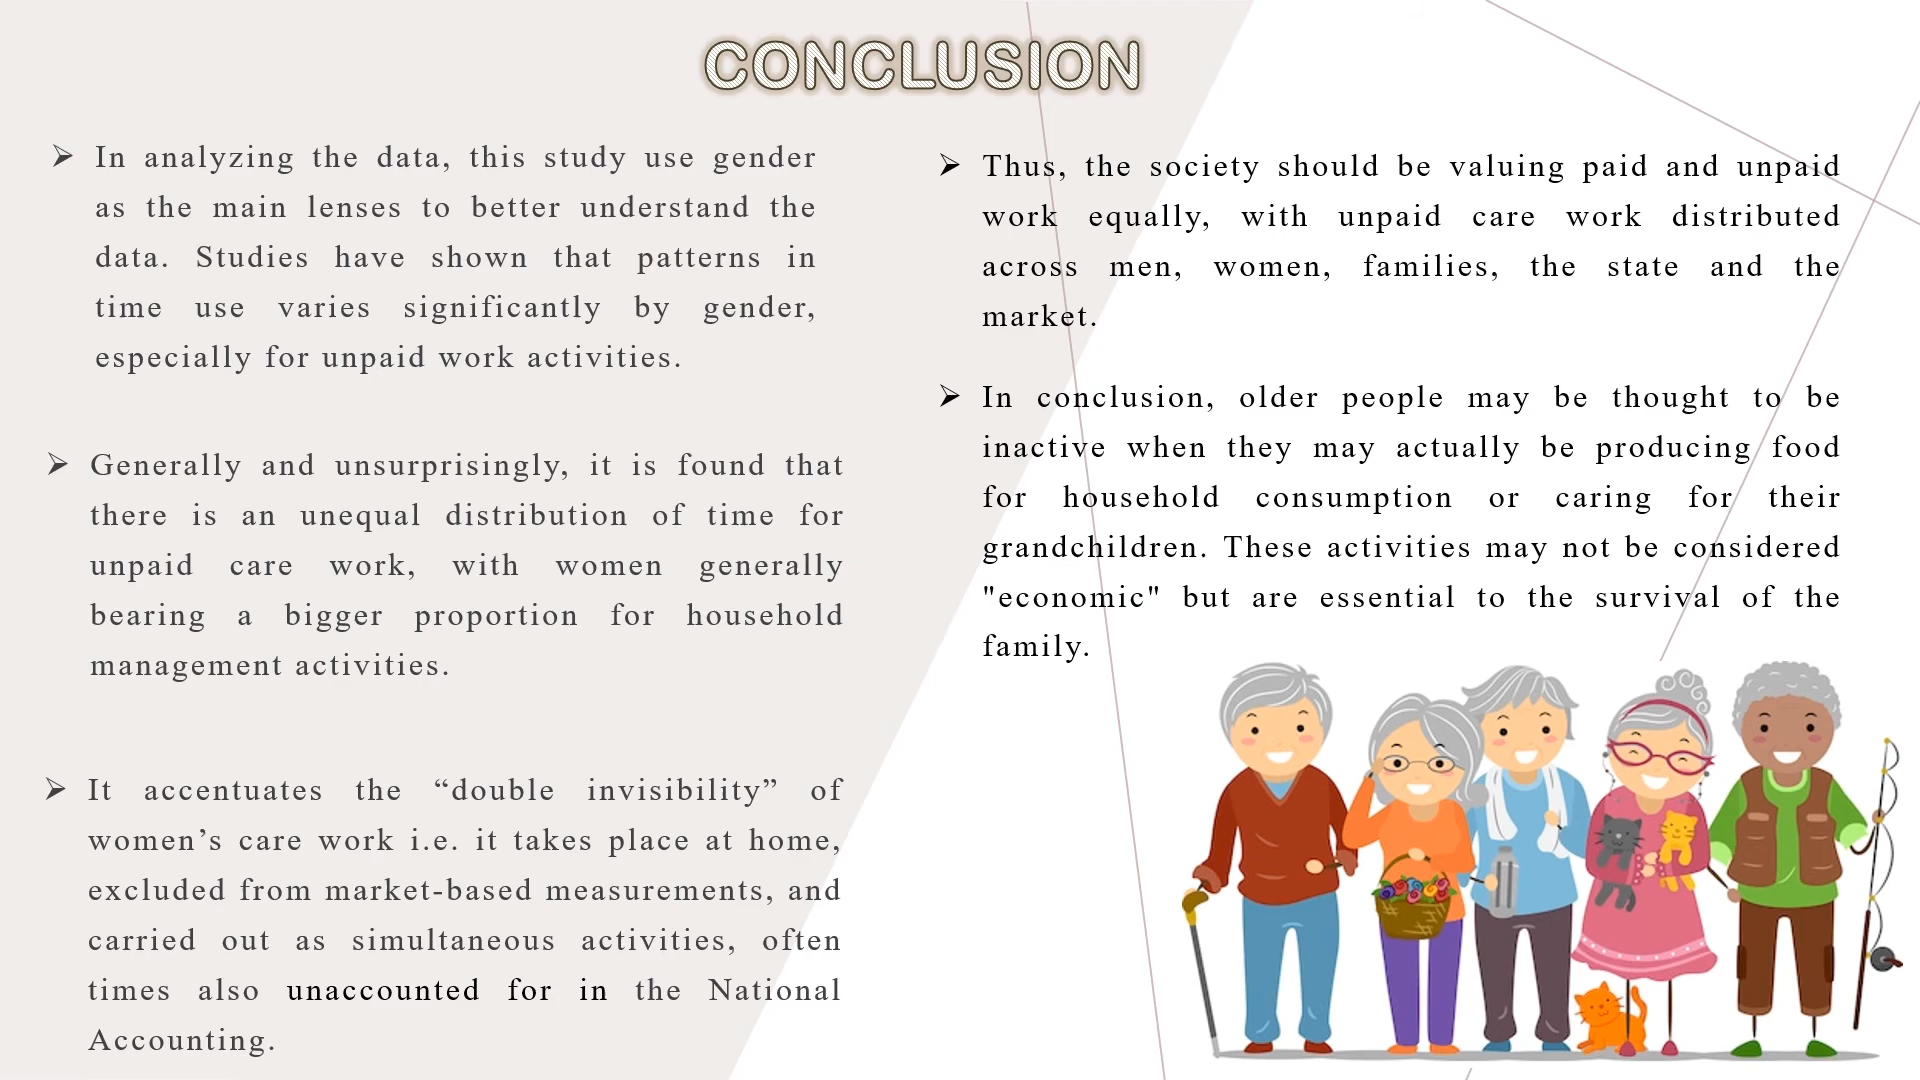 CONCLUSION
➢ In analyzing the data, this study use gender
as the main lenses to better understand the
data. Studies have shown that patterns in
time use varies significantly by gender,
especially for unpaid work activities.
➢ Generally and unsurprisingly, it is found that
there is an unequal distribution of time for
unpaid care work, with women generally
bearing a bigger proportion for household
management activities.
➢ It accentuates the “double invisibility” of
women’s care work i.e. it takes place at home,
excluded from market-based measurements, and
carried out as simultaneous activities, often
times also unaccounted for in the National
Accounting.
➢ Thus, the society should be valuing paid and unpaid
work equally, with unpaid care work distributed
across men, women, families, the state and the
market.
➢ In conclusion, older people may be thought to be
inactive when they may actually be producing food
for household consumption or caring for their
grandchildren. These activities may not be considered
"economic" but are essential to the survival of the
family.